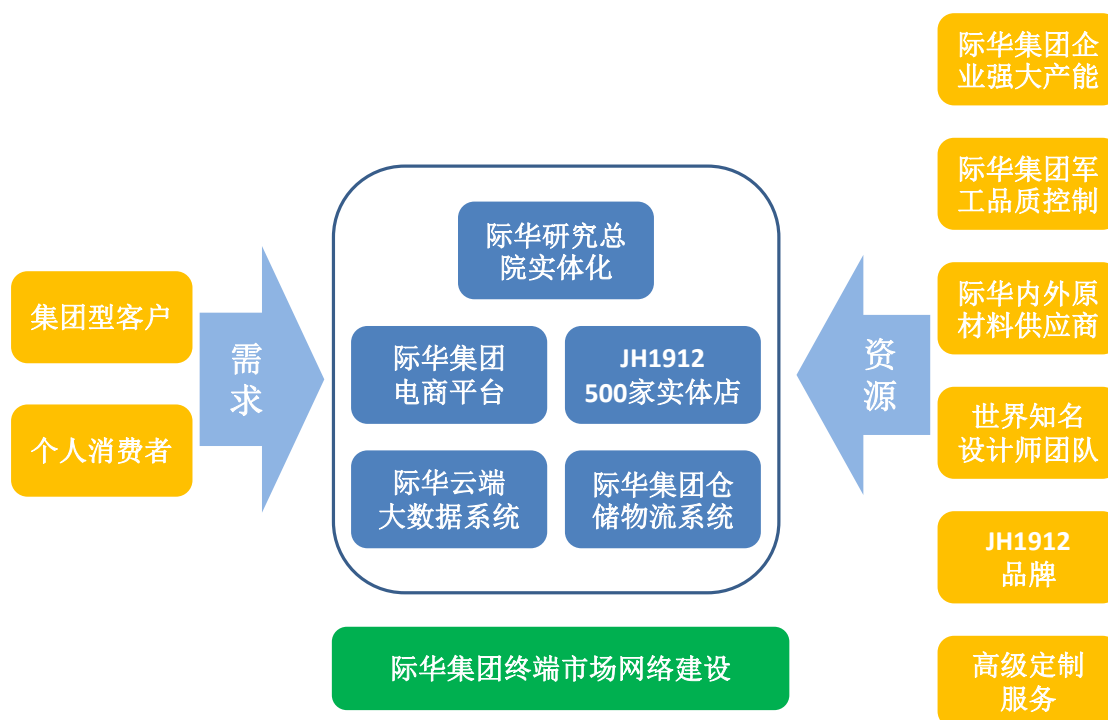 集团型客户
个人消费者
需
求
际华研究总
院实体化
际华集团
电商平台
JH1912
500家实体店
际华云端
大数据系统
际华集团仓
储物流系统
际华集团终端市场网络建设
资
源
际华集团企
业强大产能
际华集团军
工品质控制
际华内外原
材料供应商
世界知名
设计师团队
JH1912
品牌
高级定制
服务